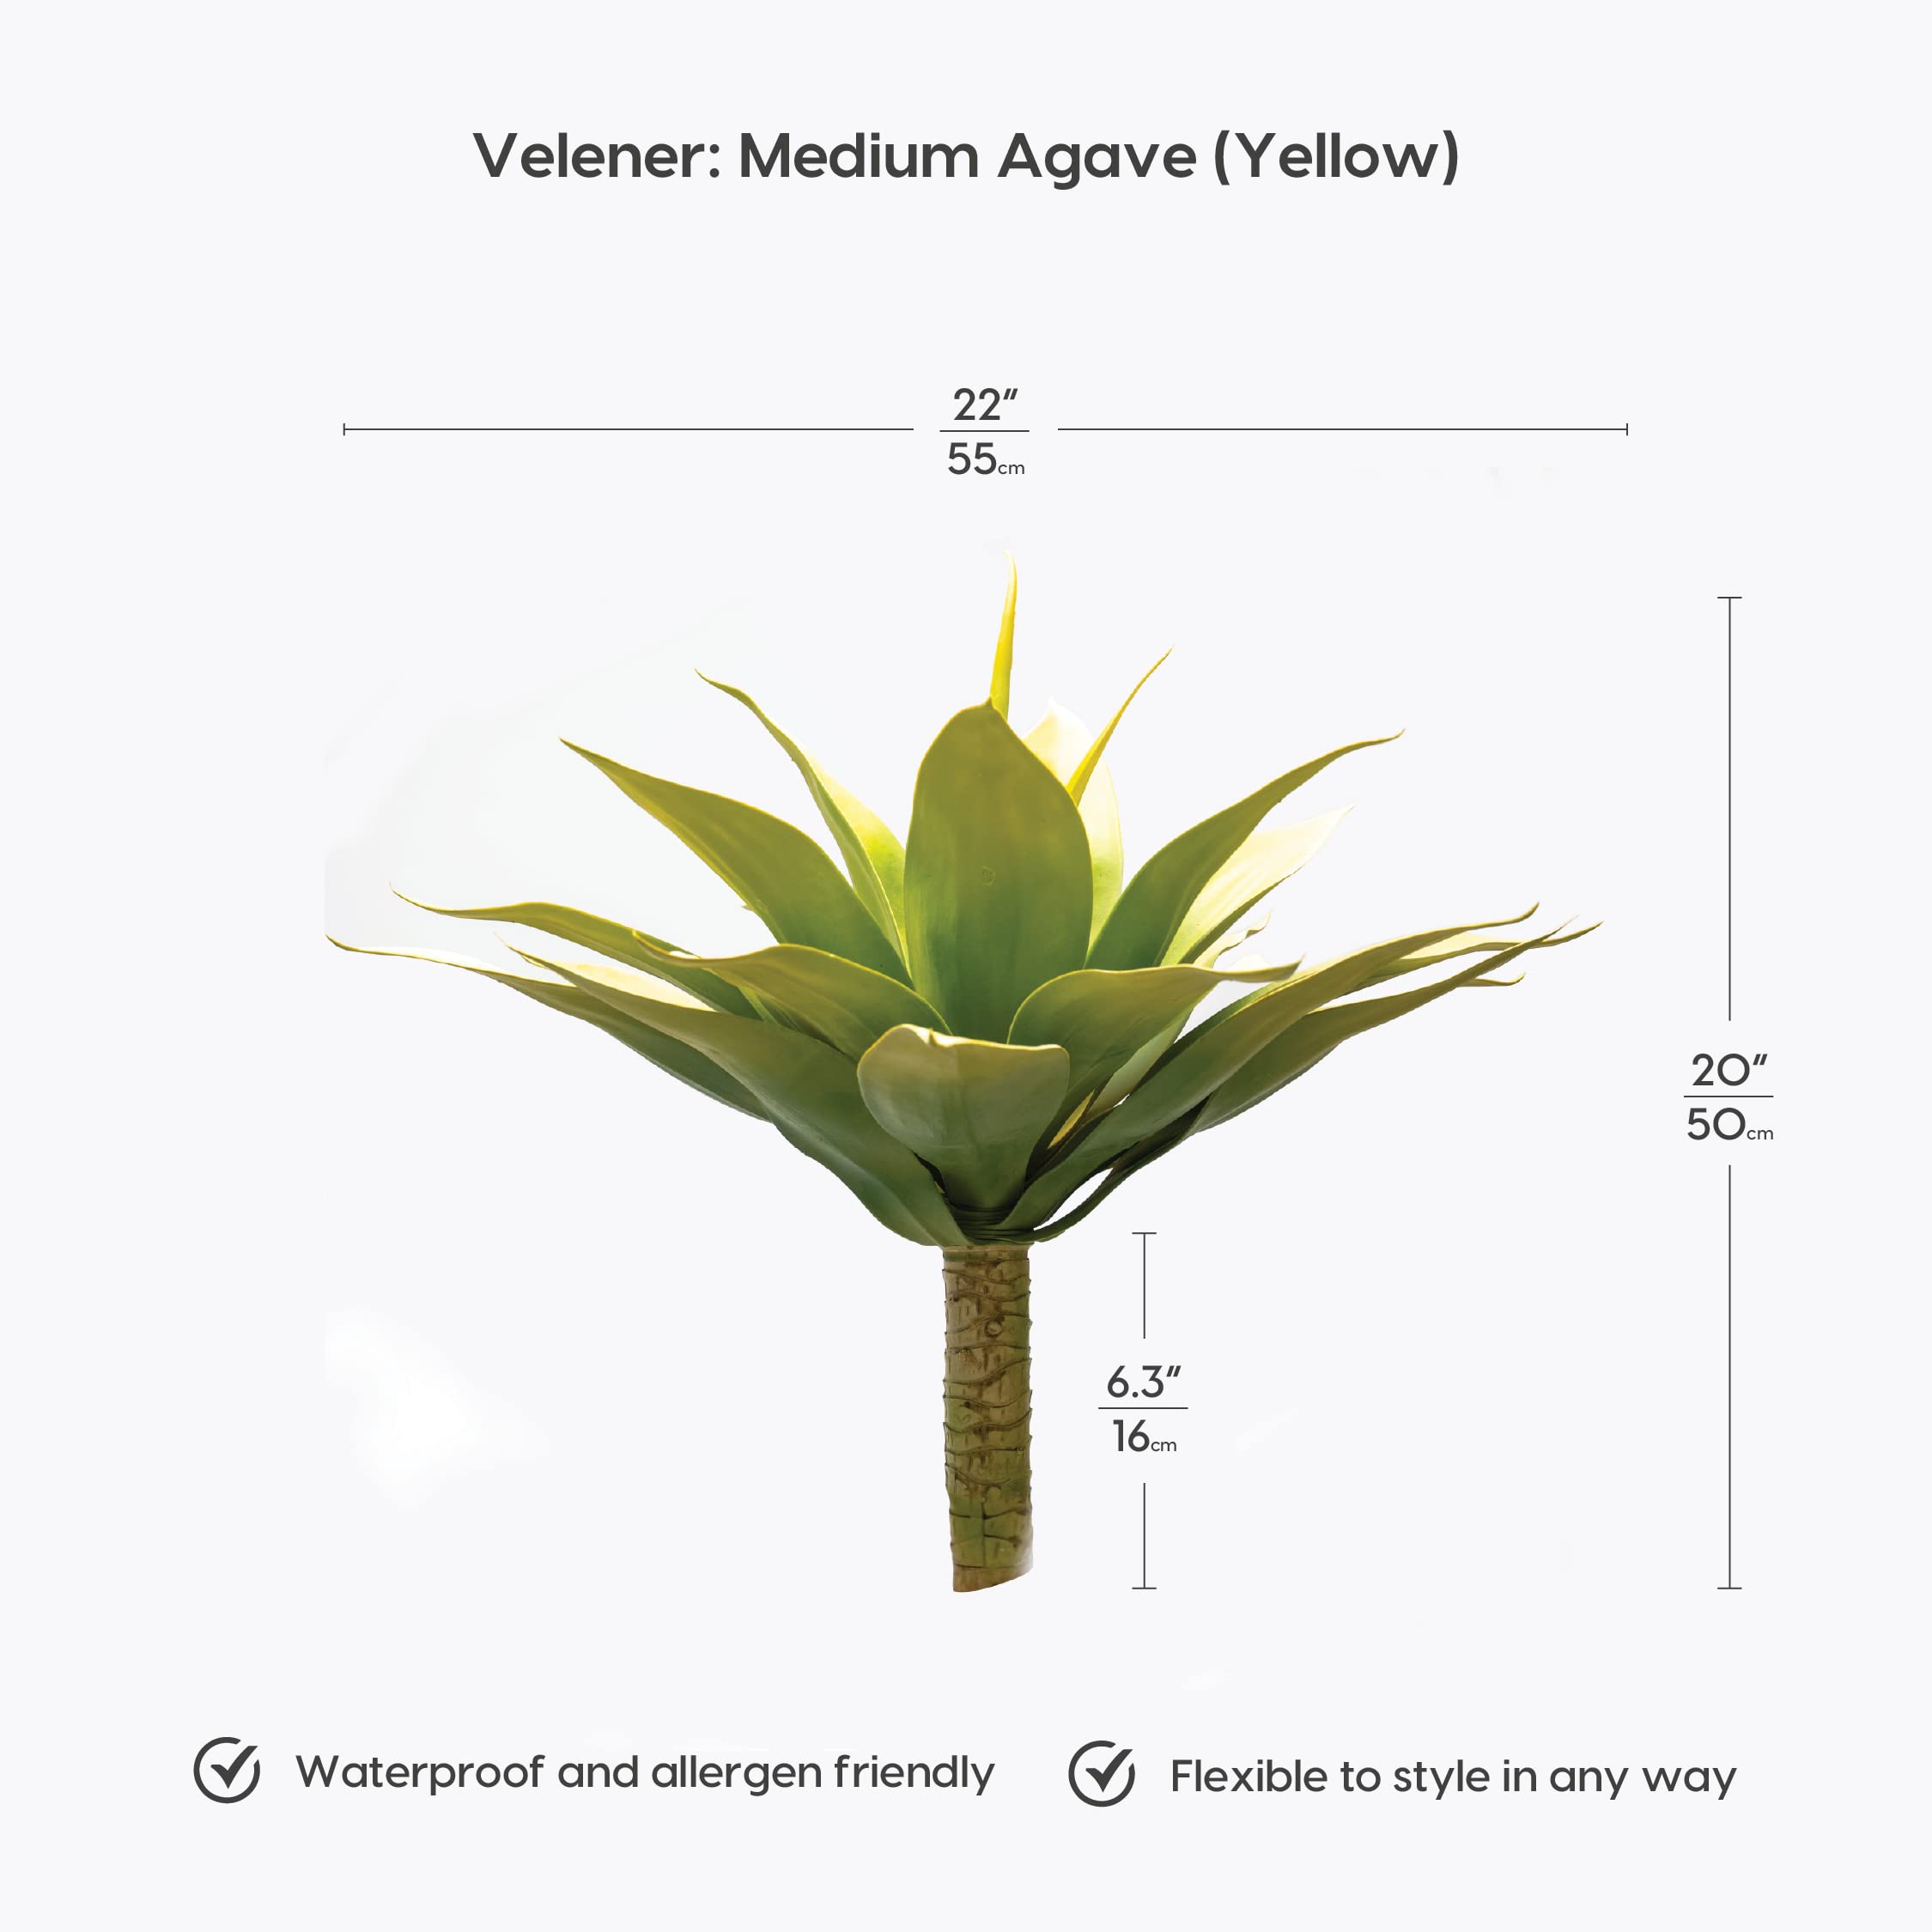 Velener: Medium Agave (Yellow)
22"
55cm
20"
50cm
6.3"
16cm
Waterproof and allergen friendly
Flexible to style in any way